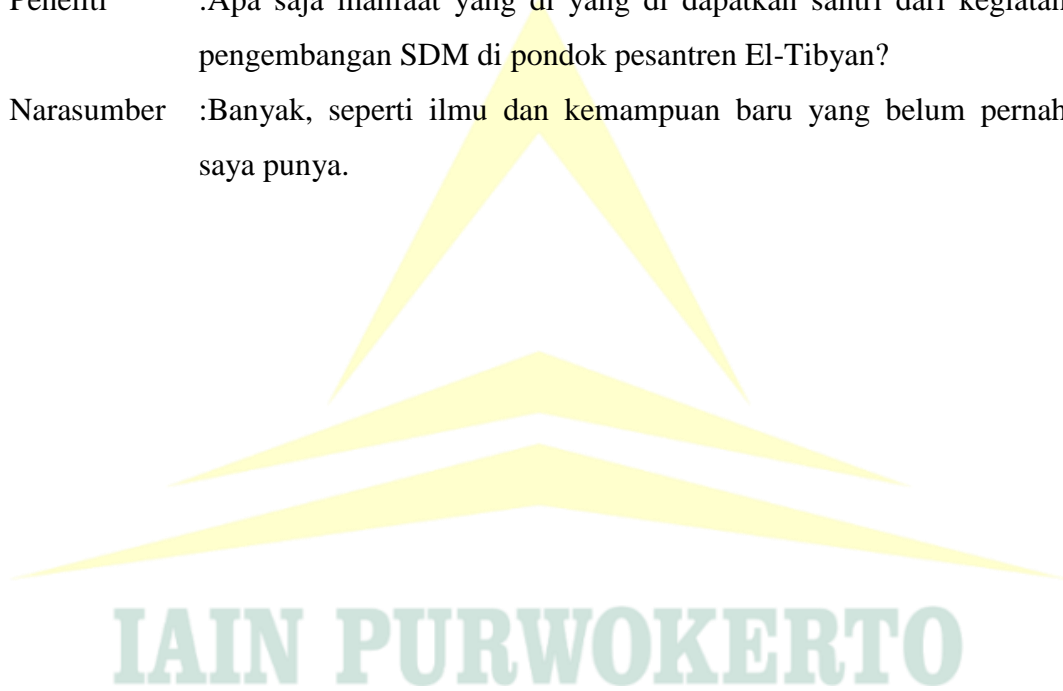 Peneliti :Apa saja manfaat yang di yang di dapatkan santri dari kegiatan
pengembangan SDM di pondok pesantren El-Tibyan?
Narasumber :Banyak, seperti ilmu dan kemampuan baru yang belum pernah
saya punya.
IAIN PURWOKERTO